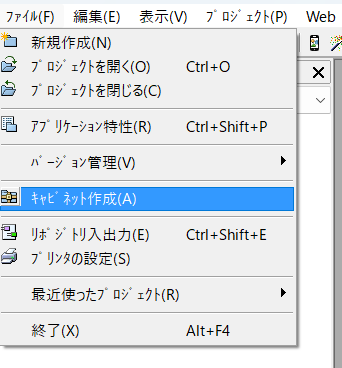 ﾌｧｲﾙ(F) 編集(E) 表示(V) ﾌﾟﾛｼﾞｪｸﾄ(P) Web
新規作成(N)
ﾌﾟﾛｼﾞｪｸﾄを開く(O) Ctrl+O
ﾌﾟﾛｼﾞｪｸﾄを閉じる(C)
ｱﾌﾟﾘｹｰｼｮﾝ特性(R) Ctrl+Shift+P
ﾊﾞｰｼﾞｮﾝ管理(V)
ｷｬﾋﾞﾈｯﾄ作成(A)
ﾘﾎﾟｼﾞﾄﾘ入出力(E) Ctrl+Shift+E
ﾌﾟﾘﾝﾀの設定(S)
最近使ったﾌﾟﾛｼﾞｪｸﾄ(R)
終了(X) Alt+F4